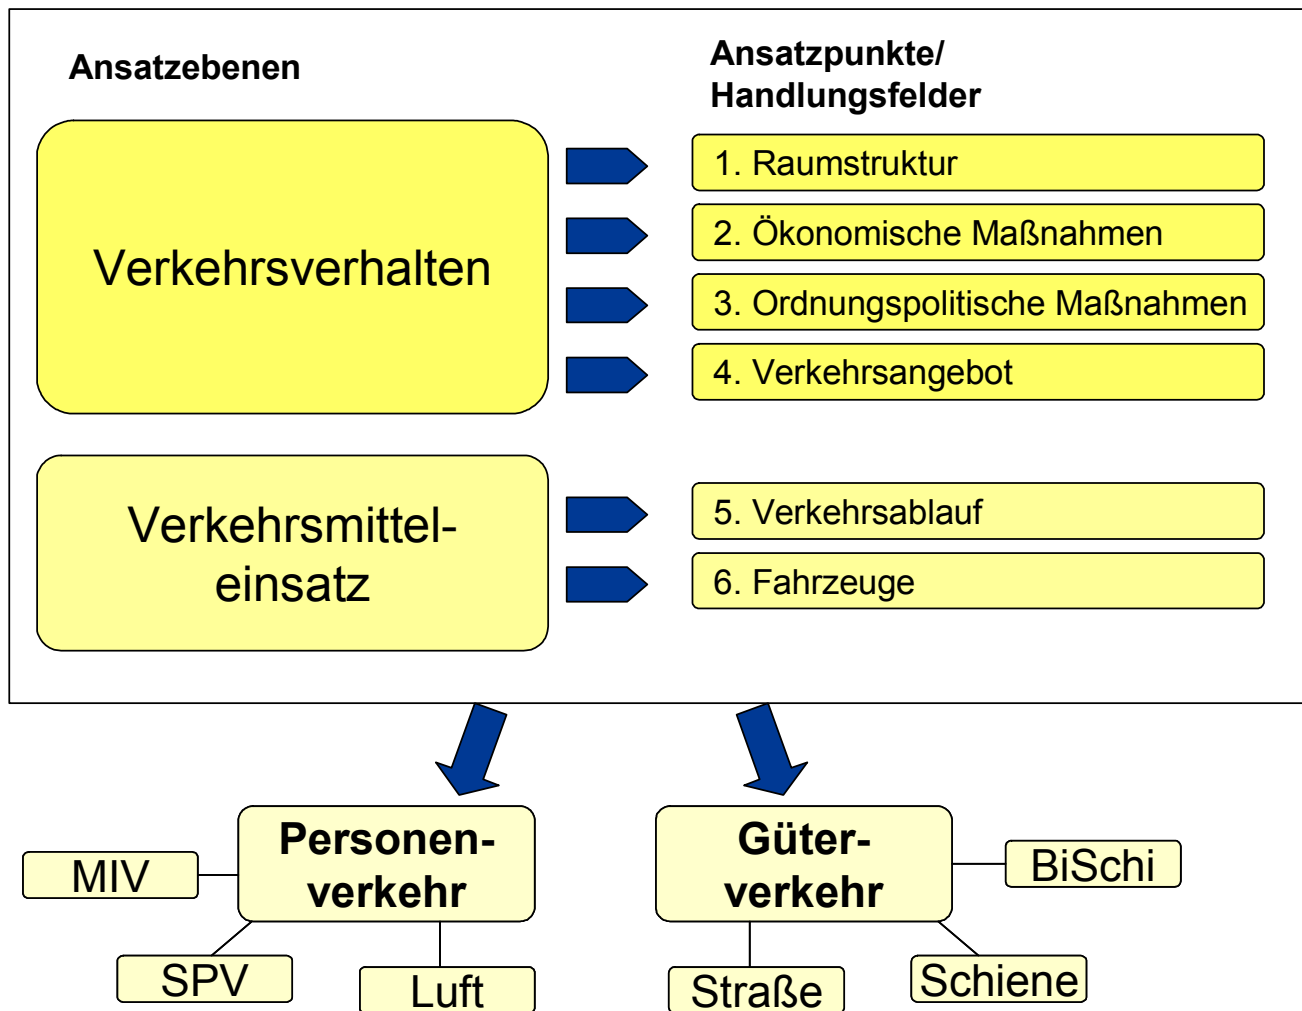 Ansatzebenen
Ansatzpunkte/
Handlungsfelder
Verkehrsverhalten
1. Raumstruktur
2. Ökonomische Maßnahmen
3. Ordnungspolitische Maßnahmen
4. Verkehrsangebot
Verkehrsmittel-
einsatz
5. Verkehrsablauf
6. Fahrzeuge
Personen-
verkehr
MIV
SPV
Luft
Güter-
verkehr
BiSchi
Straße
Schiene